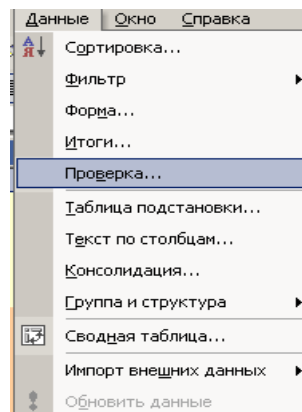 Данные Окно Справка
Сортировка...
Фильтр
Форма...
Итоги...
Проверка...
Таблица подстановки...
Текст по столбцам...
Консолидация...
Группа и структура
Сводная таблица...
Импорт внешних данных
Обновить данные